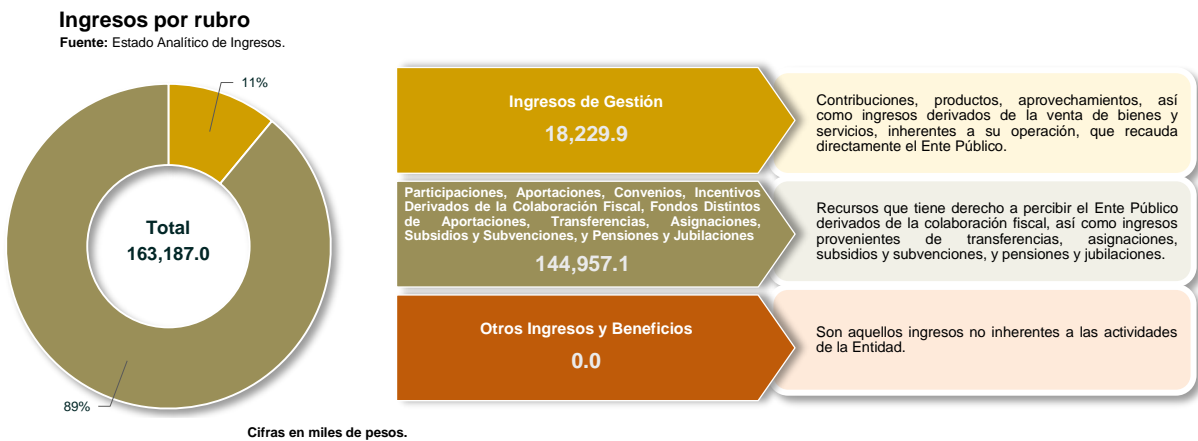 Ingresos por rubro
Fuente: Estado Analítico de Ingresos.
11%
Total
163,187.0
89%
Ingresos de Gestión
18,229.9
Contribuciones, productos, aprovechamientos, así
como ingresos derivados de la venta de bienes y
servicios, inherentes a su operación, que recauda
directamente el Ente Público.
Participaciones, Aportaciones, Convenios, Incentivos
Derivados de la Colaboración Fiscal, Fondos Distintos
de Aportaciones, Transferencias, Asignaciones,
Subsidios y Subvenciones, y Pensiones y Jubilaciones
144,957.1
Recursos que tiene derecho a percibir el Ente Público
derivados de la colaboración fiscal, así como ingresos
provenientes de transferencias, asignaciones,
subsidios y subvenciones, y pensiones y jubilaciones.
Otros Ingresos y Beneficios
0.0
Son aquellos ingresos no inherentes a las actividades
de la Entidad.
Cifras en miles de pesos.